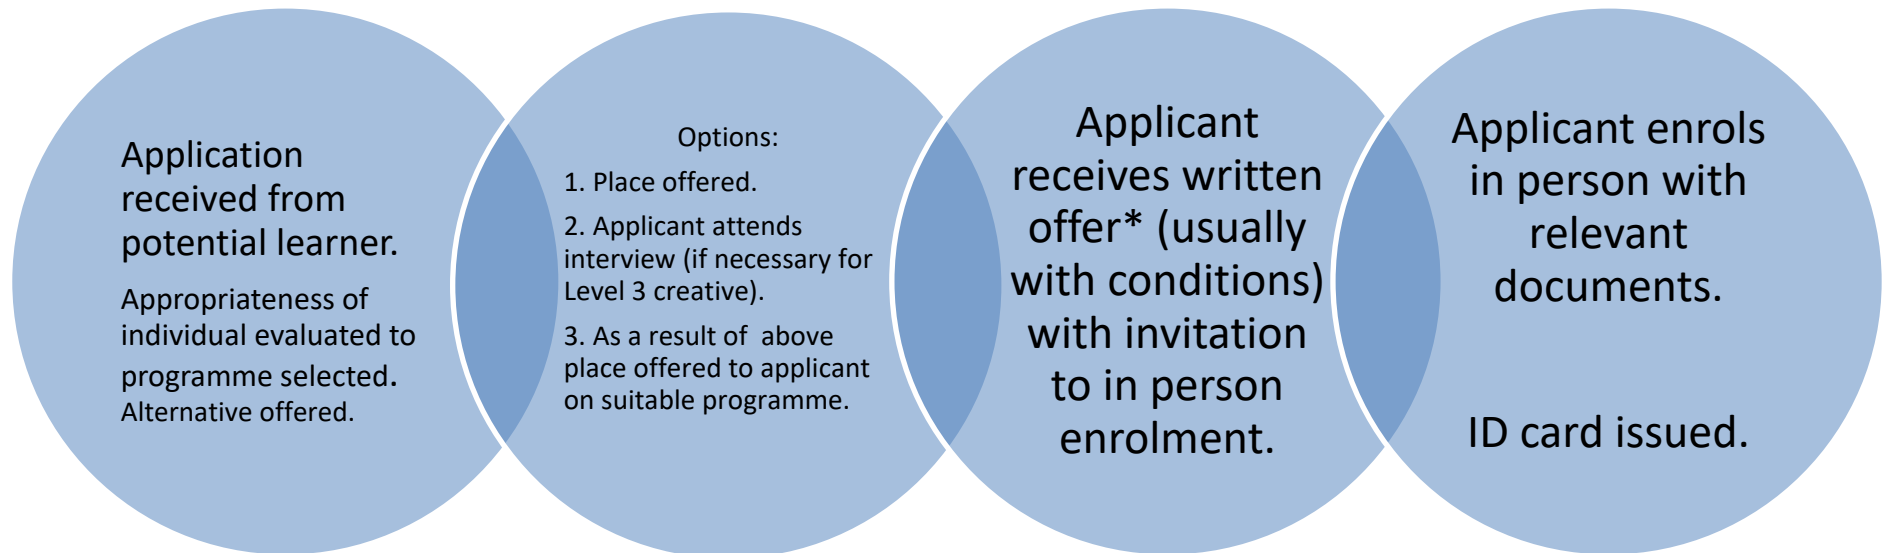 Application
received from
potential learner.
Appropriateness of
individual evaluated to
programme selected.
Alternative offered.
Options:
1. Place offered.
2. Applicant attends
interview (if necessary for
Level 3 creative).
3. As a result of  above
place offered to applicant
on suitable programme.
Applicant
receives written
offer* (usually
with conditions)
with invitation
to in person
enrolment.
Applicant enrols
in person with
relevant
documents.
ID card issued.